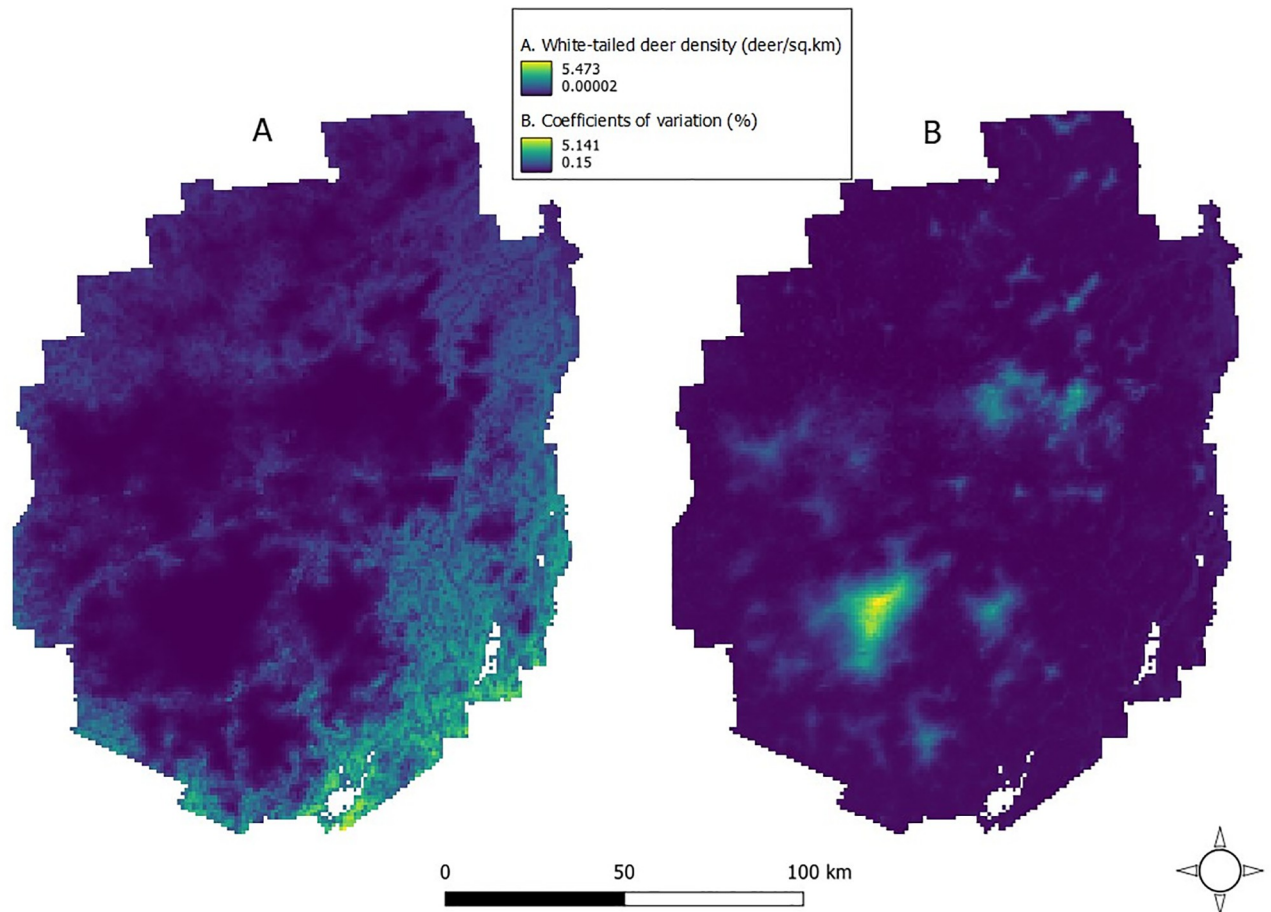 A. White-tailed deer density (deer/sq.km)
5.473
0.00002
B. Coefficients of variation (%)
5.141
0.15
A
B
0 50 100 km